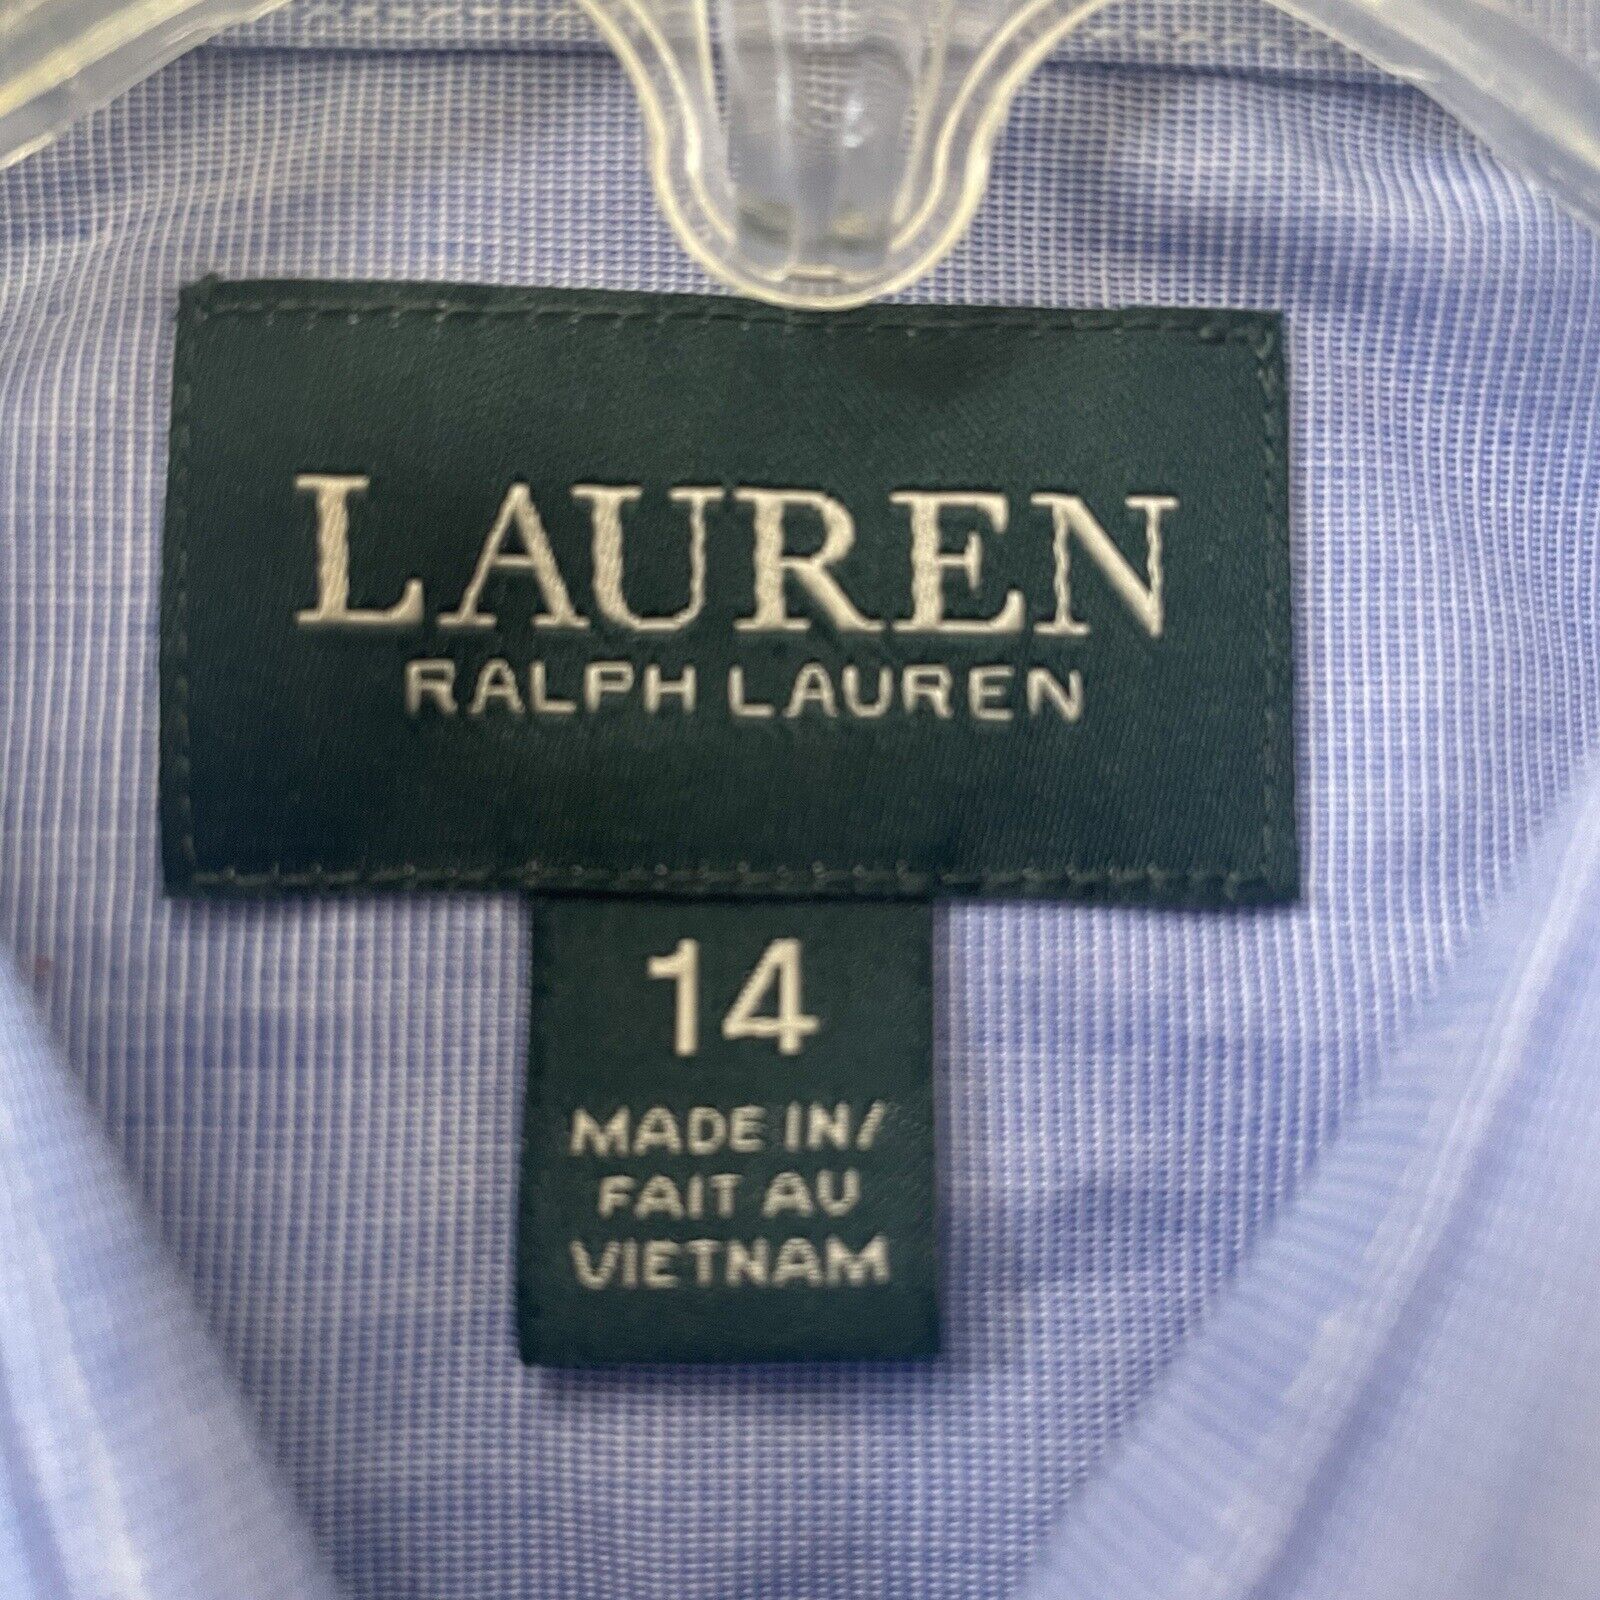 LAUREN
RALPH LAUREN
14
MADE IN/
FAIT AU
VIETNAM